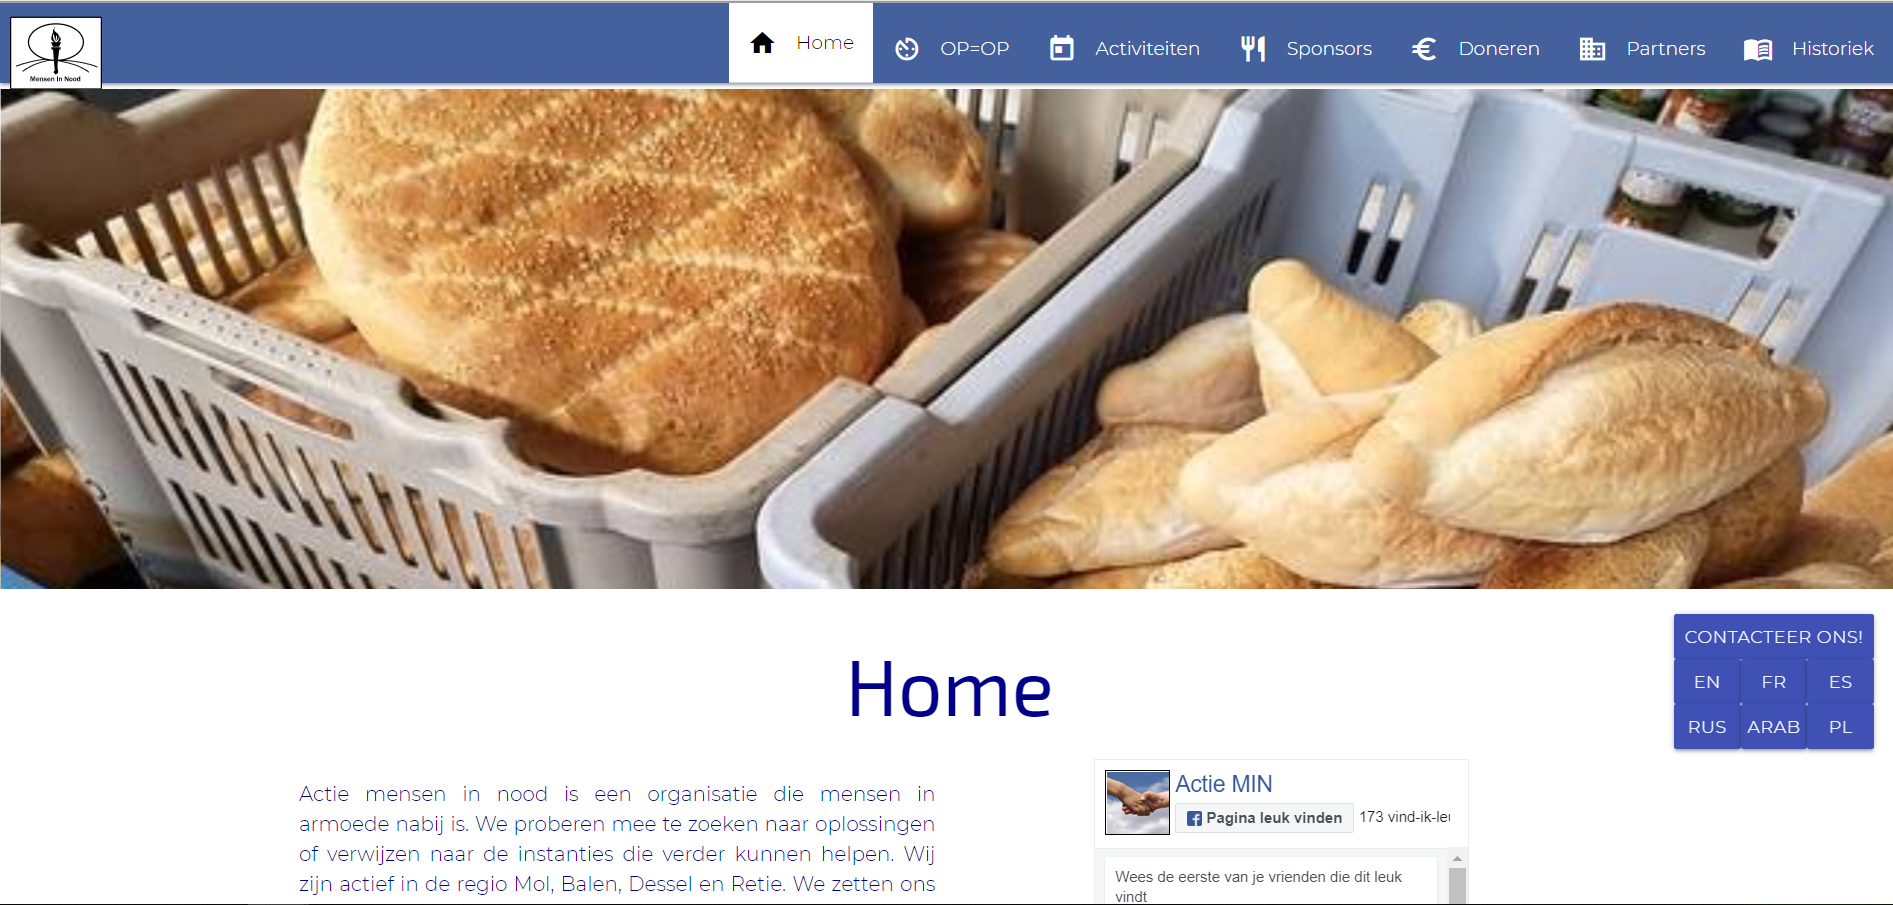 Mensen In Nood
Home
OP=OP
Activiteiten
Sponsors
Doneren
Partners
Historiek
CONTACTEER ONS!
EN FR ES
RUS ARAB PL
Home
Actie mensen in nood is een organisatie die mensen in
armoede nabij is. We proberen mee te zoeken naar oplossingen
of verwijzen naar de instanties die verder kunnen helpen. Wij
zijn actief in de regio Mol, Balen, Dessel en Retie. We zetten ons
Actie MIN
Pagina leuk vinden
173 vind-ik-leu
Wees de eerste van je vrienden die dit leuk
vindt